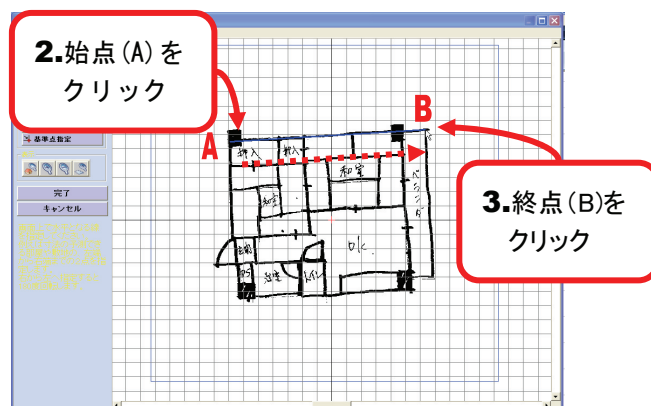 2.始点(A)を
クリック
基準点指定
完了
キャンセル
A
B
押入
押入
和室
ベランダ
和室
玄関
DK
PS
浴室
トイレ
3.終点(B)を
クリック